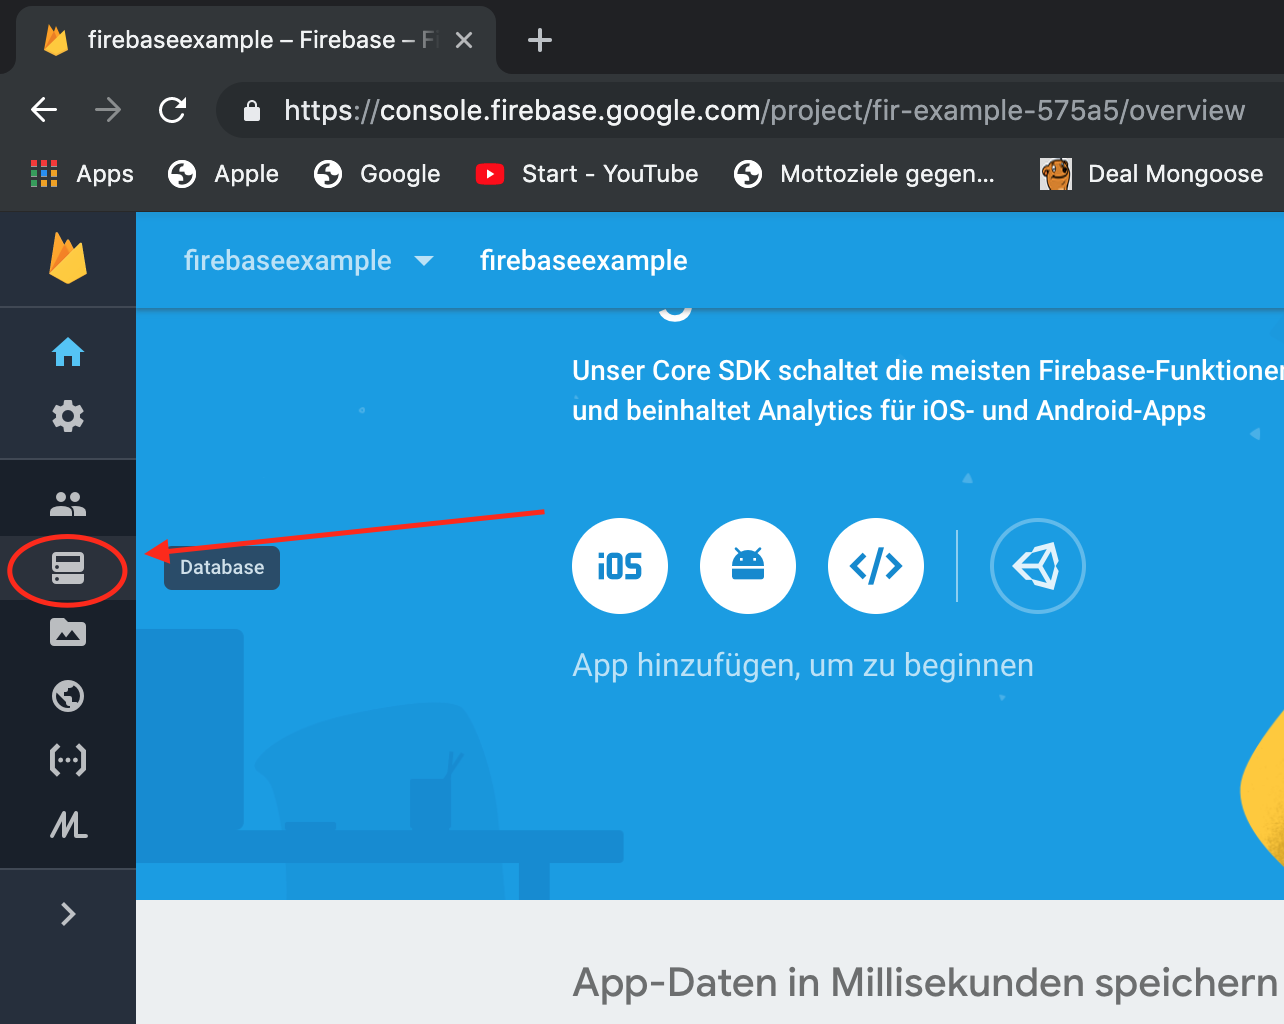 firebaseexample – Firebase – Fi
https://console.firebase.google.com/project/fir-example-575a5/overview
Apps Apple Google Start - YouTube Mottoziele gegen... Deal Mongoose
firebaseexample firebaseexample
Unser Core SDK schaltet die meisten Firebase-Funktionen
und beinhaltet Analytics für iOS- und Android-Apps
Database
iOS
</>
App hinzufügen, um zu beginnen
ML
App-Daten in Millisekunden speichern